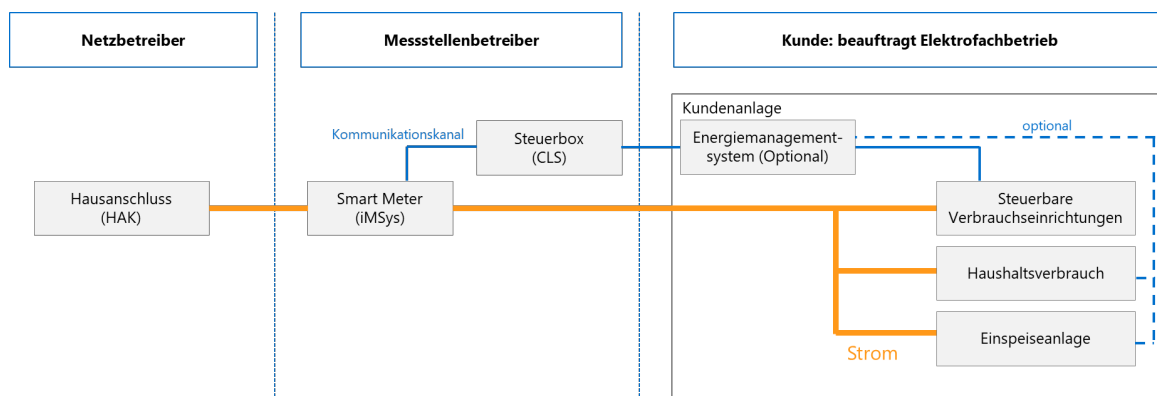 Netzbetreiber
Messstellenbetreiber
Kunde: beauftragt Elektrofachbetrieb
Kundenanlage
Kommunikationskanal
Steuerbox
(CLS)
Energiemanagement-
system (Optional)
optional
Hausanschluss
(HAK)
Smart Meter
(iMSys)
Steuerbare
Verbrauchseinrichtungen
Haushaltsverbrauch
Einspeiseanlage
Strom